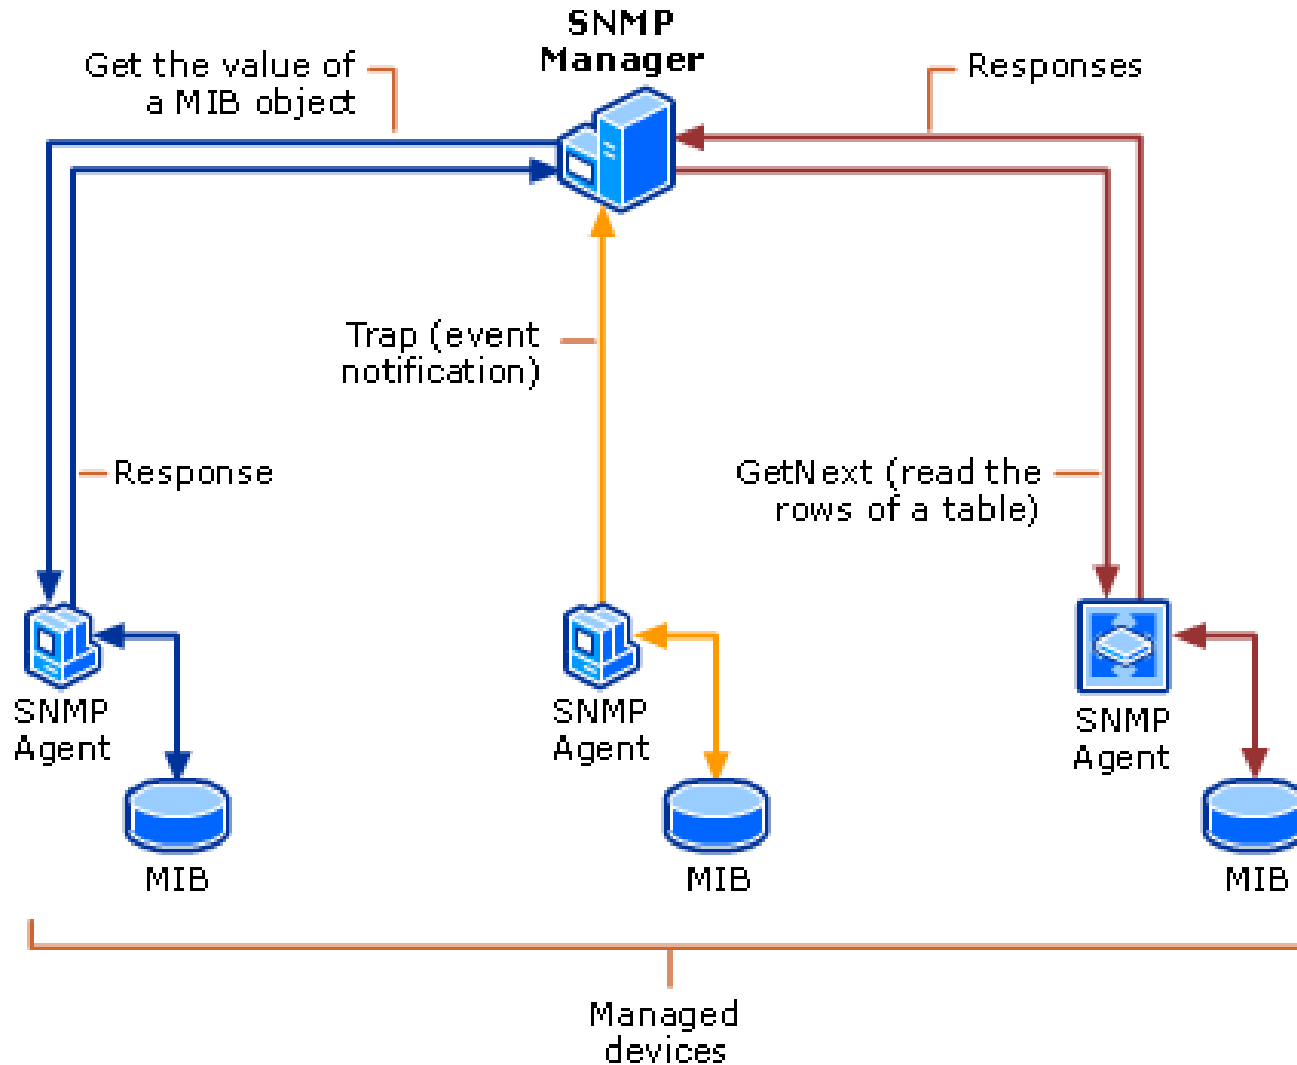 SNMP
Manager
Get the value of
a MIB object
Responses
Trap (event
notification)
Response
GetNext (read the
rows of a table)
SNMP
Agent
SNMP
Agent
SNMP
Agent
MIB
MIB
MIB
Managed
devices